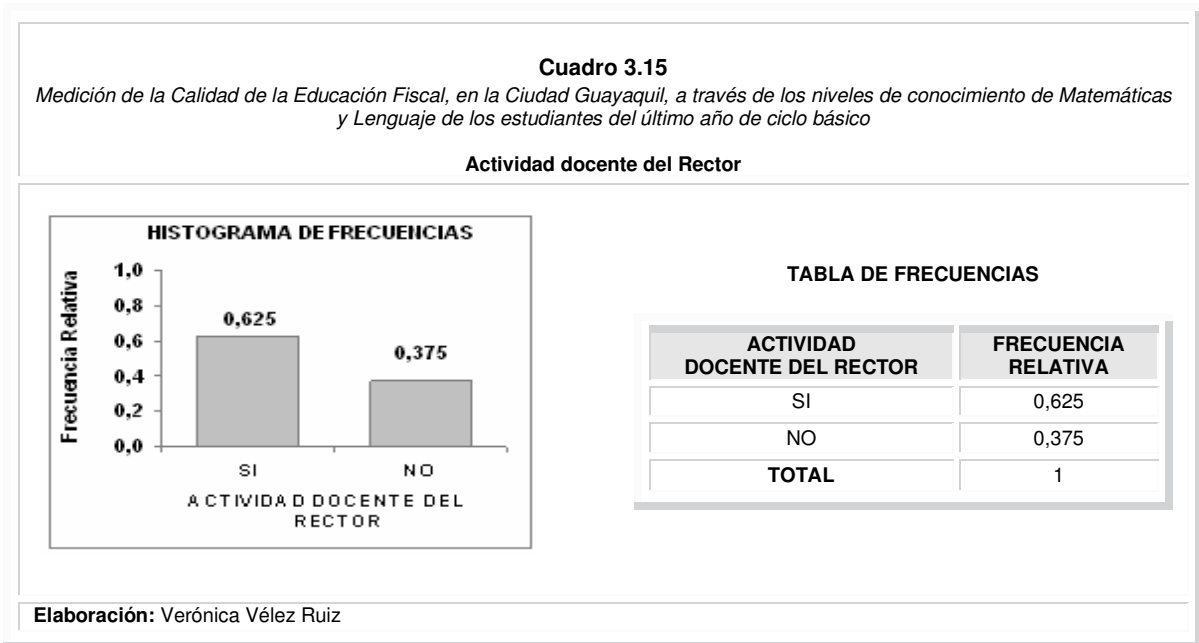 Cuadro 3.15
Medición de la Calidad de la Educación Fiscal, en la Ciudad Guayaquil, a través de los niveles de conocimiento de Matemáticas
y Lenguaje de los estudiantes del último año de ciclo básico
Actividad docente del Rector
HISTOGRAMA DE FRECUENCIAS
Frecuencia Relativa
1,0
0,8
0,6
0,4
0,2
0,0
0,625
0,375
SI
NO
ACTIVIDAD DOCENTE DEL
RECTOR
TABLA DE FRECUENCIAS
ACTIVIDAD
DOCENTE DEL RECTOR
FRECUENCIA
RELATIVA
SI 0,625
NO 0,375
TOTAL 1
Elaboración: Verónica Vélez Ruiz